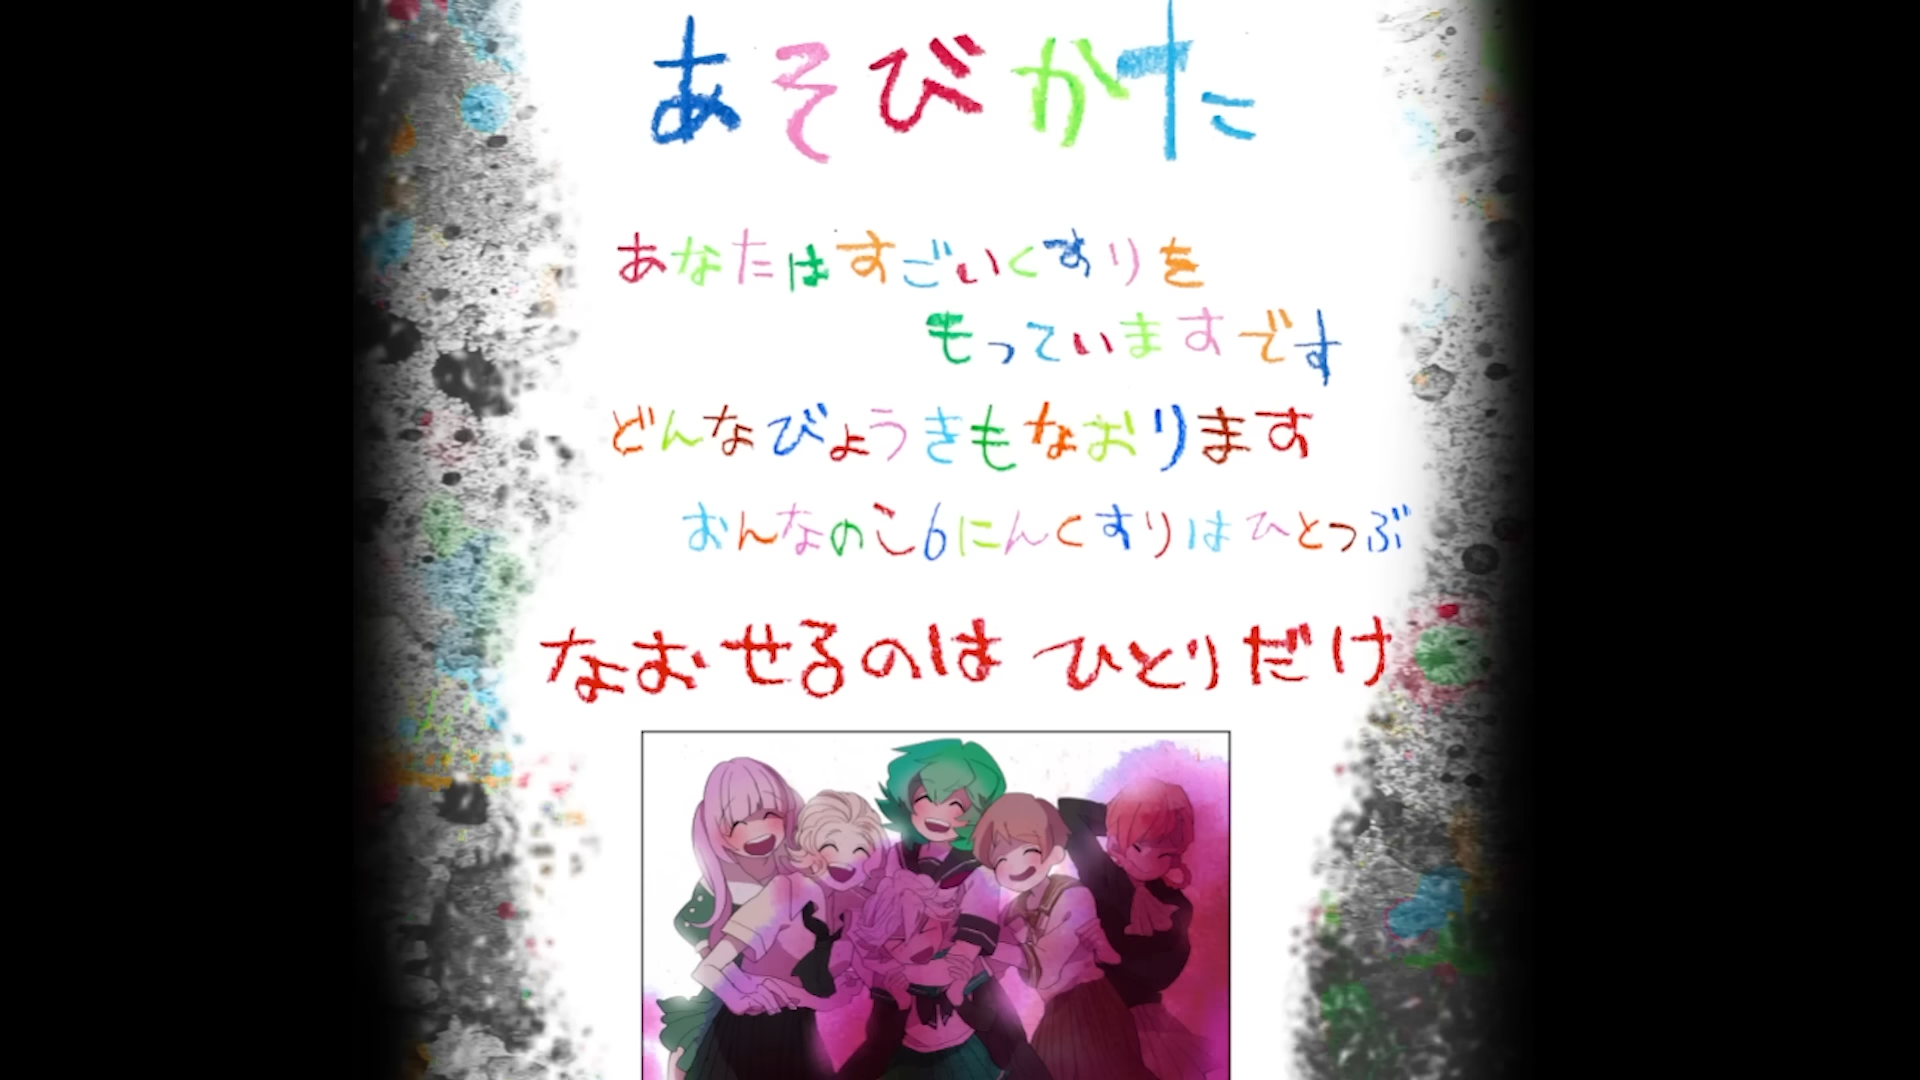 あそびかた
あなたはすごいくすりを
もっていますです
どんなびょうきもなおります
おんなのこ6にんくすりはひとつぶ
なおせるのは ひとりだけ